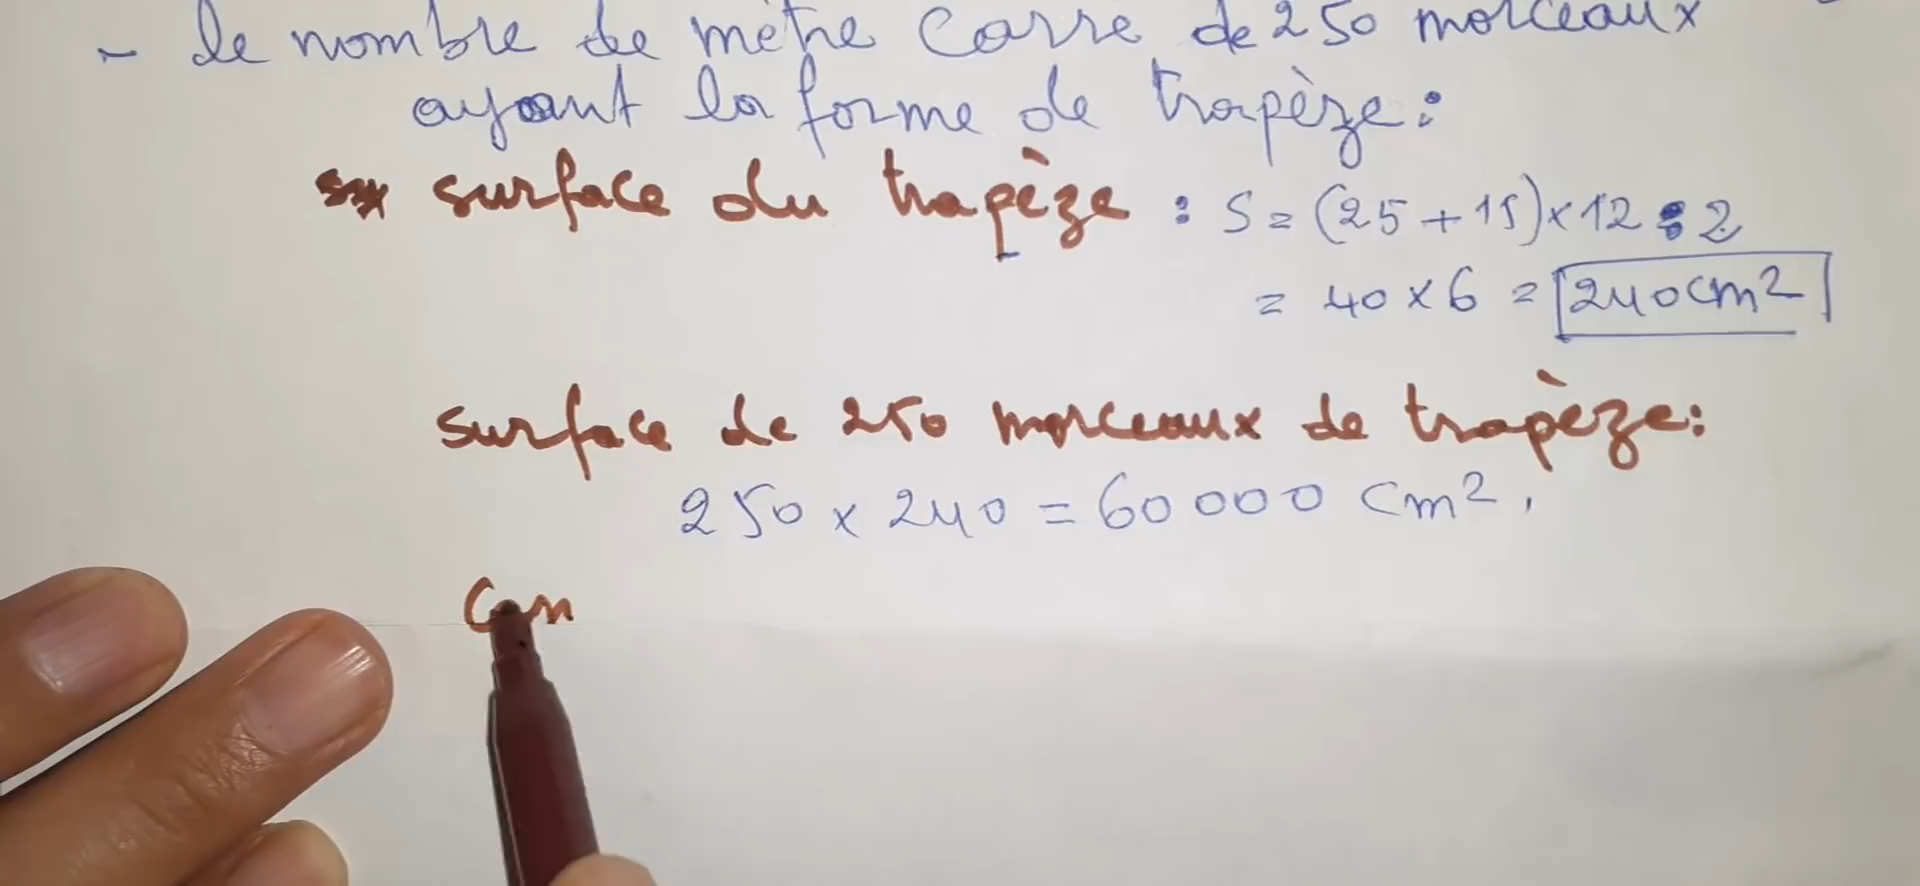 - le nombre de mètre carré de 250 morceaux
ayant la forme de trapèze :
surface du trapèze : S = (25 + 15) x 12 : 2
= 40 x 6 = 240 cm²
surface de 250 morceaux de trapèze :
250 x 240 = 60 000 cm².
Con